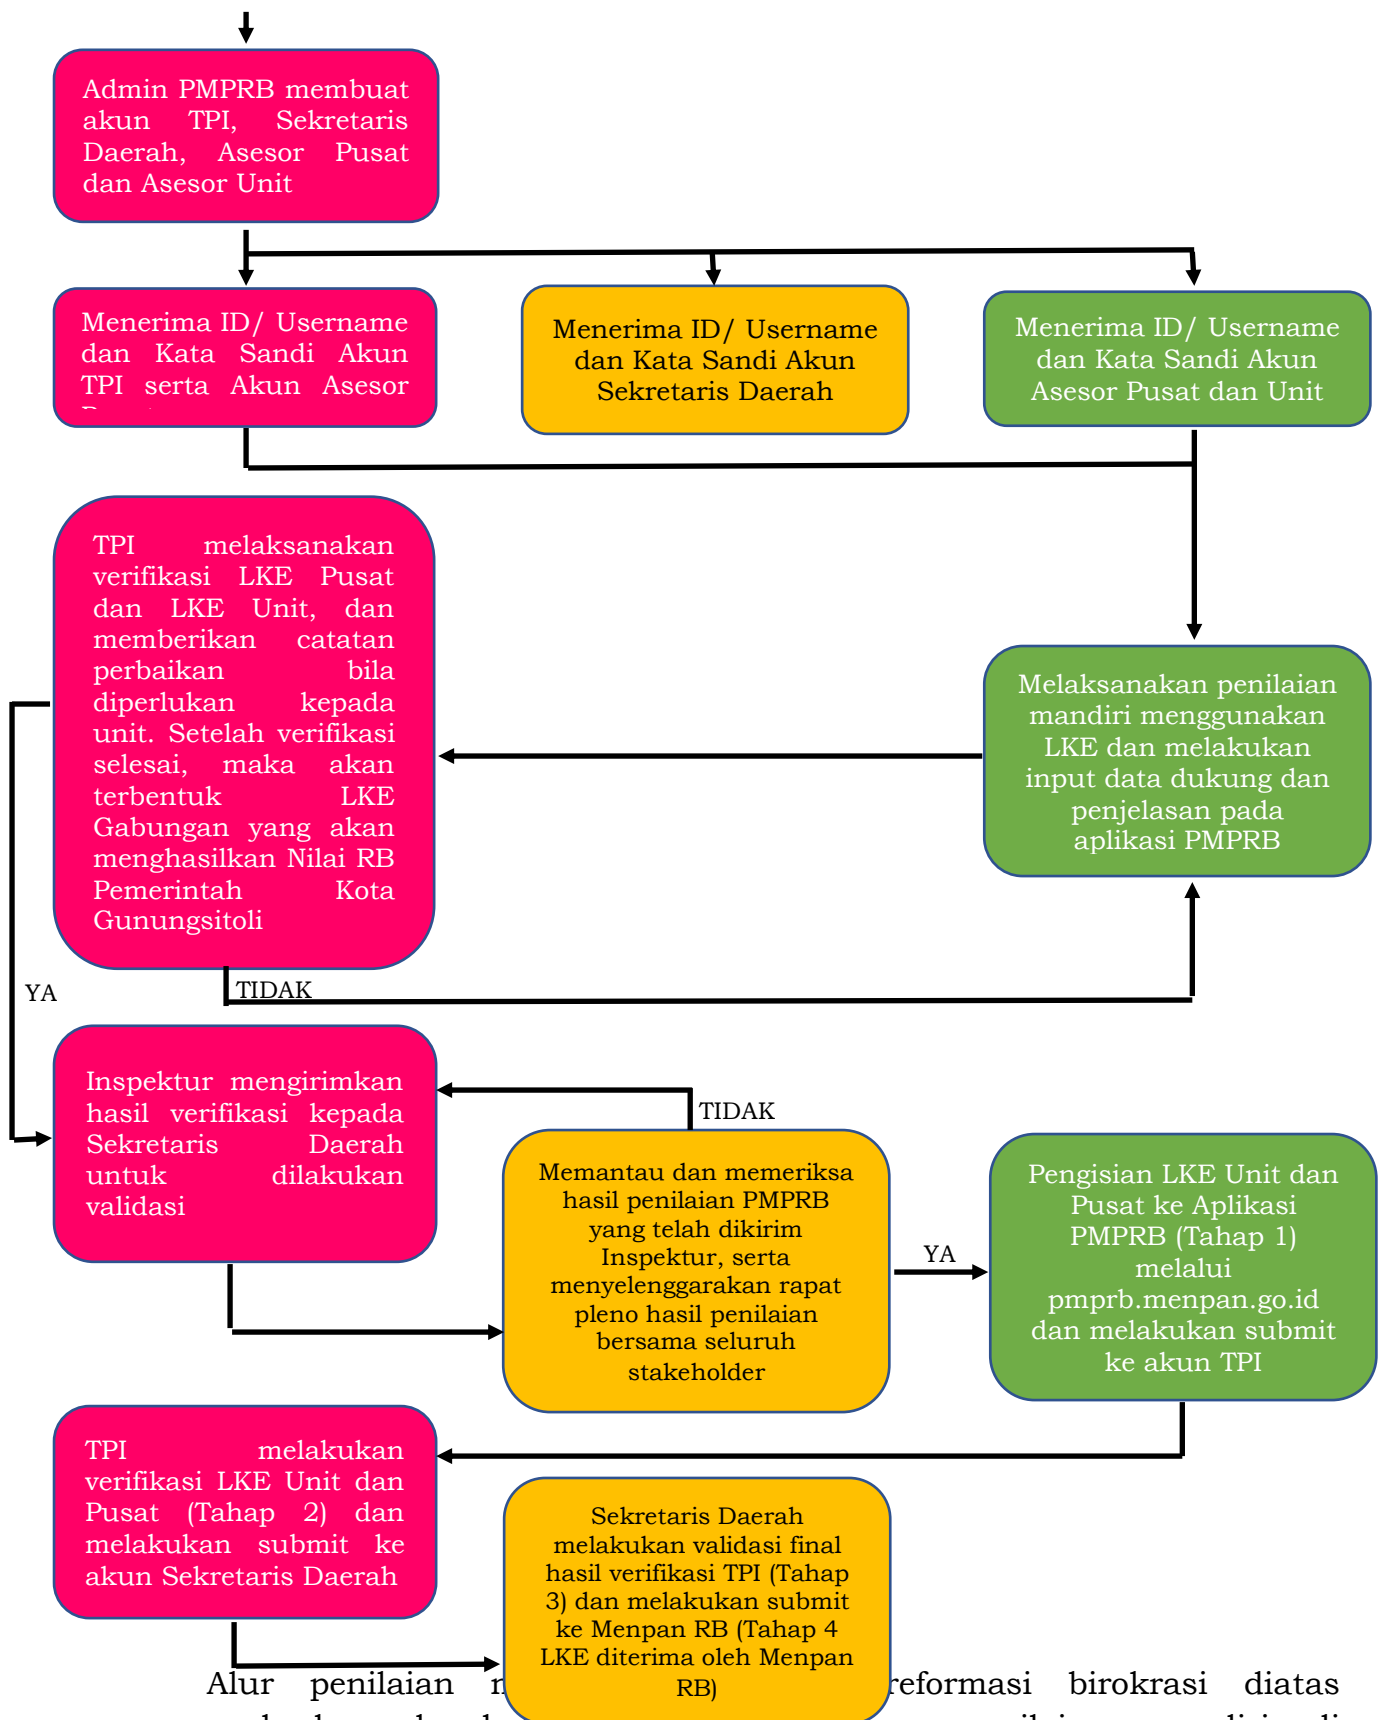 Admin PMPRB membuat
akun TPI, Sekretaris
Daerah, Asesor Pusat
dan Asesor Unit
Menerima ID/ Username
dan Kata Sandi Akun
TPI serta Akun Asesor
Menerima ID/ Username
dan Kata Sandi Akun
Sekretaris Daerah
Menerima ID/ Username
dan Kata Sandi Akun
Asesor Pusat dan Unit
TPI melaksanakan
verifikasi LKE Pusat
dan LKE Unit, dan
memberikan catatan
perbaikan bila
diperlukan kepada
unit. Setelah verifikasi
selesai, maka akan
terbentuk LKE
Gabungan yang akan
menghasilkan Nilai RB
Pemerintah Kota
Gunungsitoli
Melaksanakan penilaian
mandiri menggunakan
LKE dan melakukan
input data dukung dan
penjelasan pada
aplikasi PMPRB
YA
TIDAK
Inspektur mengirimkan
hasil verifikasi kepada
Sekretaris Daerah
untuk dilakukan
validasi
TIDAK
Memantau dan memeriksa
hasil penilaian PMPRB
yang telah dikirim
Inspektur, serta
menyelenggarakan rapat
pleno hasil penilaian
bersama seluruh
stakeholder
YA
Pengisian LKE Unit dan
Pusat ke Aplikasi
PMPRB (Tahap 1)
melalui
pmprb.menpan.go.id
dan melakukan submit
ke akun TPI
TPI melakukan
verifikasi LKE Unit dan
Pusat (Tahap 2) dan
melakukan submit ke
akun Sekretaris Daerah
Sekretaris Daerah
melakukan validasi final
hasil verifikasi TPI (Tahap
3) dan melakukan submit
ke Menpan RB (Tahap 4
LKE diterima oleh Menpan
RB)
Alur penilaian reformasi birokrasi diatas